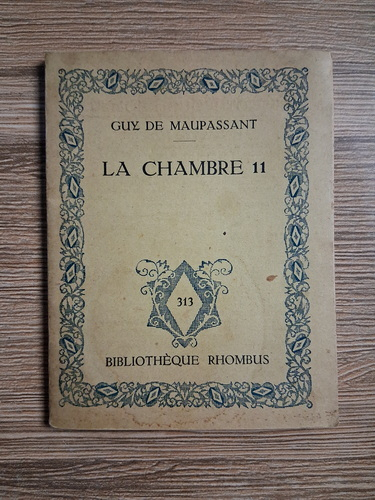 GUY DE MAUPASSANT
LA CHAMBRE 11
313
BIBLIOTHÈQUE RHOMBUS